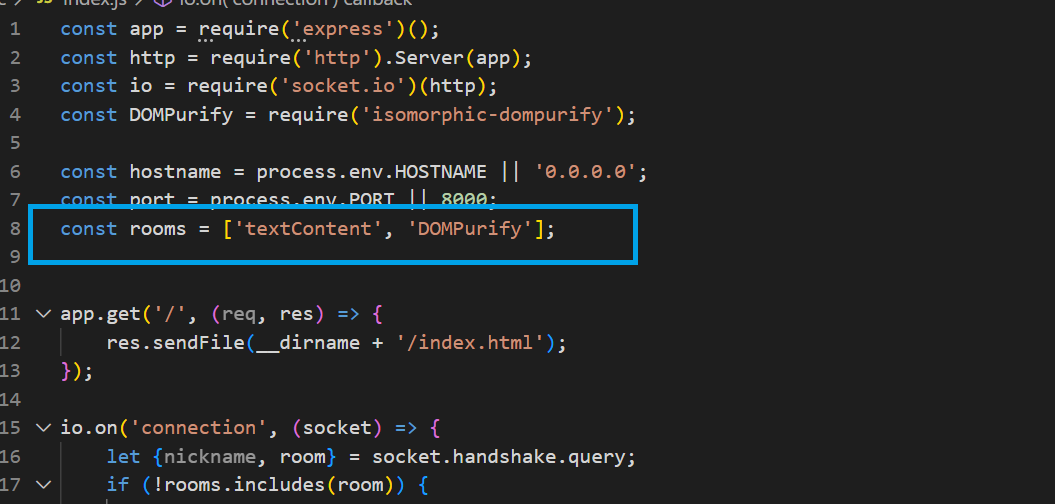 index.js > io.on('connection') callback
1 const app = require('express')();
2 const http = require('http').Server(app);
3 const io = require('socket.io')(http);
4 const DOMPurify = require('isomorphic-dompurify');
5
6 const hostname = process.env.HOSTNAME || '0.0.0.0';
7 const port = process.env.PORT || 8000;
8 const rooms = ['textContent', 'DOMPurify'];
9
10
11 app.get('/', (req, res) => {
12 res.sendFile(__dirname + '/index.html');
13 });
14
15 io.on('connection', (socket) => {
16 let {nickname, room} = socket.handshake.query;
17 if (!rooms.includes(room)) {